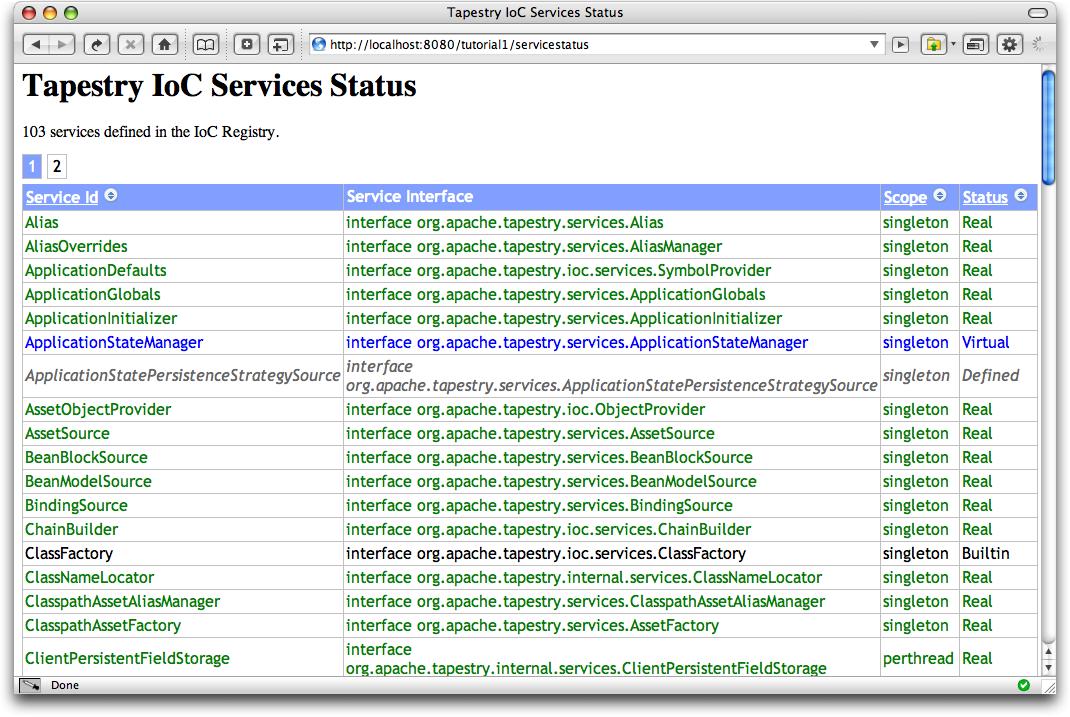 Tapestry IoC Services Status
http://localhost:8080/tutorial1/servicestatus
Tapestry IoC Services Status
103 services defined in the IoC Registry.
1 2
Service Id Service Interface Scope Status
Alias interface org.apache.tapestry.services.Alias singleton Real
AliasOverrides interface org.apache.tapestry.services.AliasManager singleton Real
ApplicationDefaults interface org.apache.tapestry.ioc.services.SymbolProvider singleton Real
ApplicationGlobals interface org.apache.tapestry.services.ApplicationGlobals singleton Real
ApplicationInitializer interface org.apache.tapestry.services.ApplicationInitializer singleton Real
ApplicationStateManager interface org.apache.tapestry.services.ApplicationStateManager singleton Virtual
ApplicationStatePersistenceStrategySource interface
org.apache.tapestry.services.ApplicationStatePersistenceStrategySource singleton Defined
AssetObjectProvider interface org.apache.tapestry.ioc.ObjectProvider singleton Real
AssetSource interface org.apache.tapestry.services.AssetSource singleton Real
BeanBlockSource interface org.apache.tapestry.services.BeanBlockSource singleton Real
BeanModelSource interface org.apache.tapestry.services.BeanModelSource singleton Real
BindingSource interface org.apache.tapestry.services.BindingSource singleton Real
ChainBuilder interface org.apache.tapestry.ioc.services.ChainBuilder singleton Real
ClassFactory interface org.apache.tapestry.ioc.services.ClassFactory singleton Builtin
ClassNameLocator interface org.apache.tapestry.internal.services.ClassNameLocator singleton Real
ClasspathAssetAliasManager interface org.apache.tapestry.services.ClasspathAssetAliasManager singleton Real
ClasspathAssetFactory interface org.apache.tapestry.services.AssetFactory singleton Real
ClientPersistentFieldStorage interface
org.apache.tapestry.internal.services.ClientPersistentFieldStorage perthread Real
Done